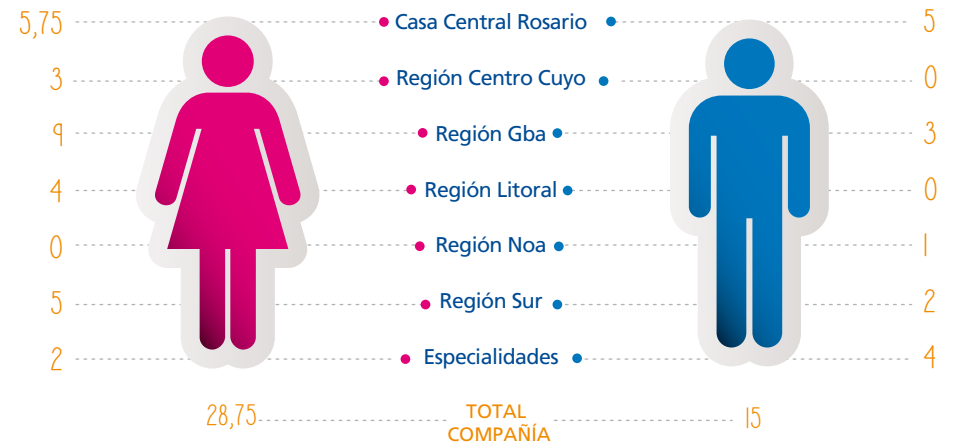 5,75 Casa Central Rosario 5
3 Región Centro Cuyo 0
9 Región Gba 3
4 Región Litoral 0
0 Región Noa 1
5 Región Sur 2
2 Especialidades 4
28,75 TOTAL 15
COMPAÑÍA